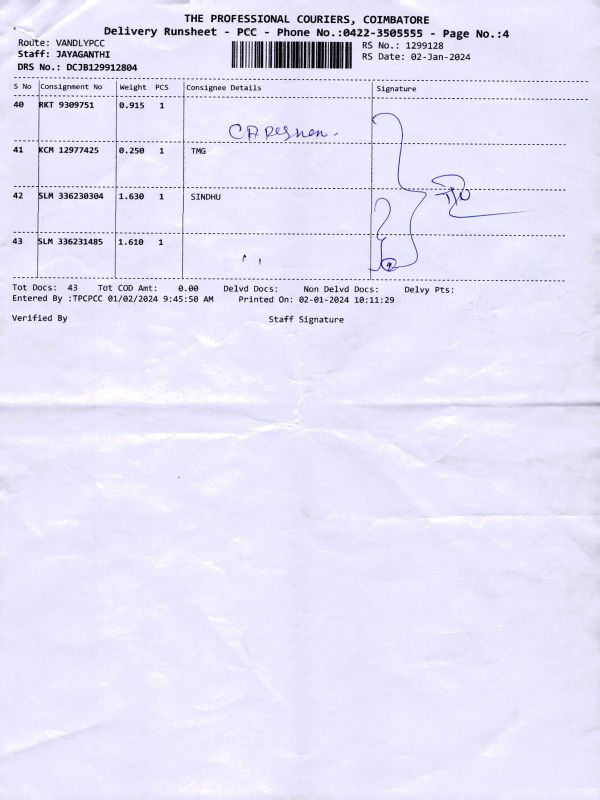 THE PROFESSIONAL COURIERS, COIMBATORE
Delivery Runsheet - PCC - Phone No.:0422-3505555 - Page No.:4
Route: VANDLYPCC
RS No.: 1299128
Staff: JAYAGANTHI
RS Date: 02-Jan-2024
DRS No.: DCJB129912804
S No Consignment No Weight PCS Consignee Details Signature
40 RKT 9309751 0.915 1
41 KCM 12977425 0.250 1 TMG
42 SLM 336230304 1.630 1 SINDHU
43 SLM 336231485 1.610 1
Tot Docs: 43 Tot COD Amt: 0.00 Delvd Docs: Non Delvd Docs: Delvy Pts:
Entered By :TPCPCC 01/02/2024 9:45:50 AM Printed On: 02-01-2024 10:11:29
Verified By Staff Signature